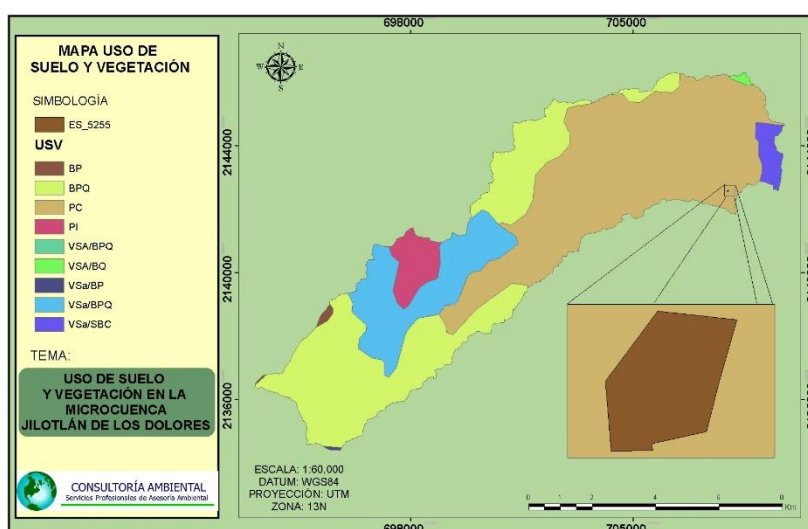 MAPA USO DE
SUELO Y VEGETACIÓN
SIMBOLOGÍA
ES_5255
USV
BP
BPQ
PC
PI
VSA/BPQ
VSA/BQ
VSa/BP
VSa/BPQ
VSa/SBC
TEMA:
USO DE SUELO
Y VEGETACIÓN EN LA
MICROCUENCA
JILOTLÁN DE LOS DOLORES
CONSULTORÍA AMBIENTAL
Servicios Profesionales de Asesoría Ambiental
698000
705000
N
W
E
S
2144000
2140000
2136000
ESCALA: 1:60,000
DATUM: WGS84
PROYECCIÓN: UTM
ZONA: 13N
0
2
4
6
8
Km
698000
705000